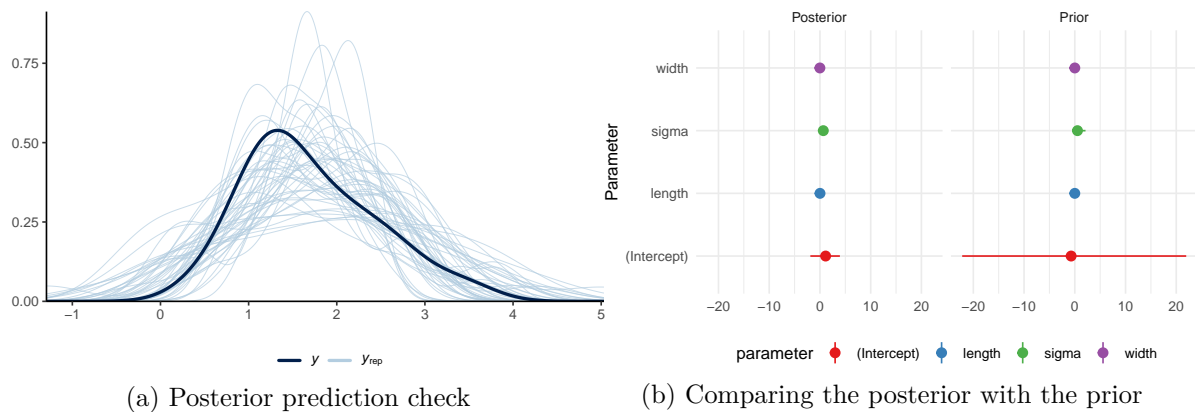 0.75
0.50
0.25
0.00
−1 0 1 2 3 4 5
y y rep
(a) Posterior prediction check
Posterior Prior
Parameter
width
sigma
length
(Intercept)
−20 −10 0 10 20 −20 −10 0 10 20
parameter (Intercept) length sigma width
(b) Comparing the posterior with the prior